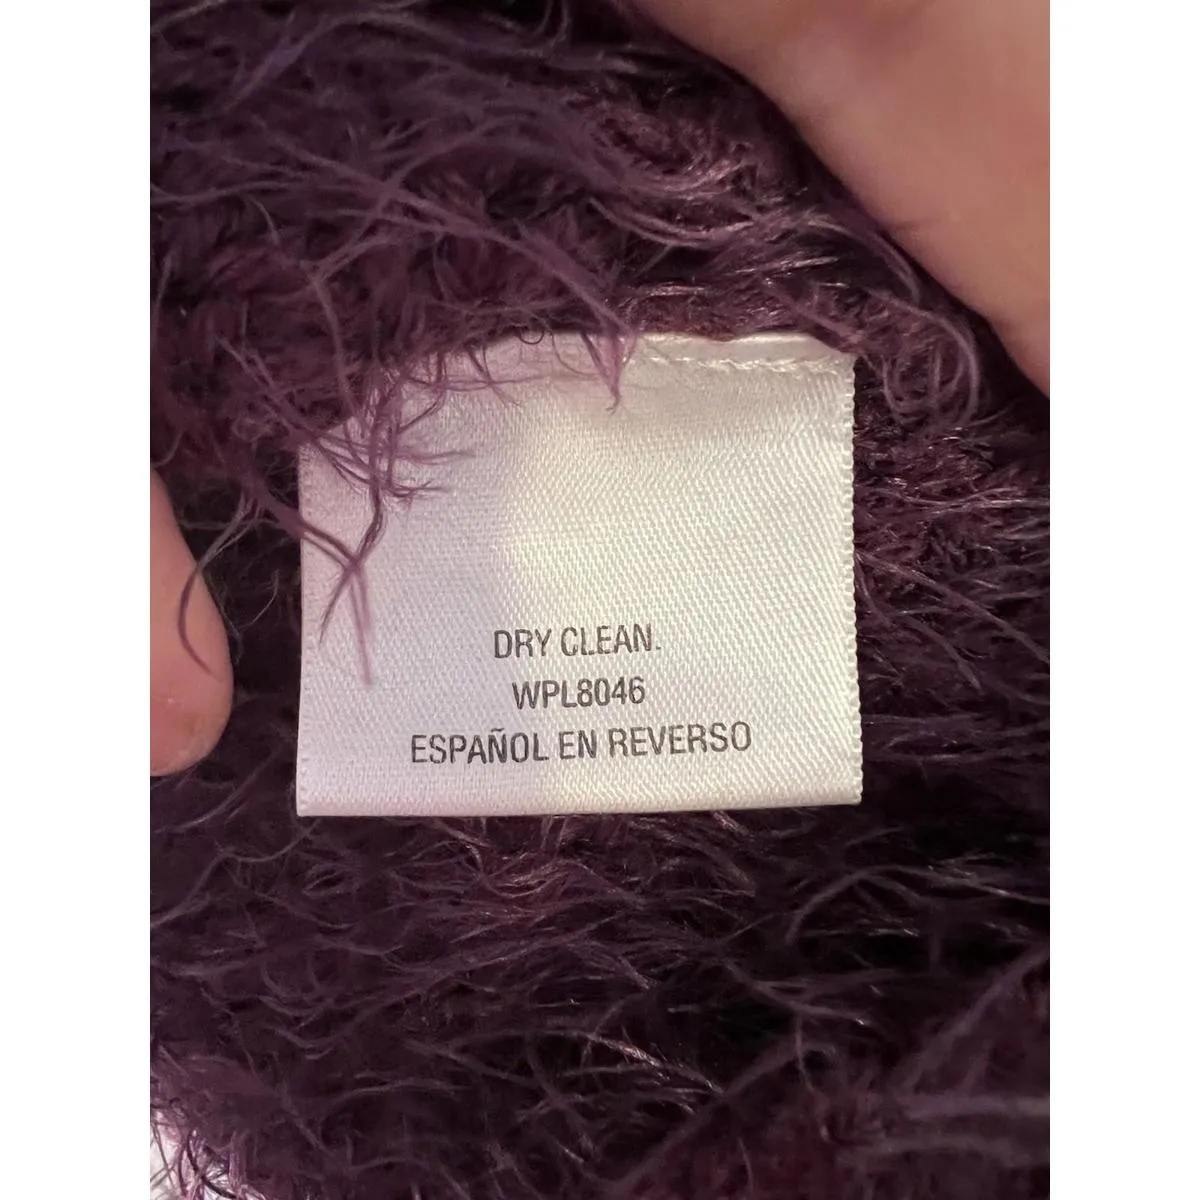 DRY CLEAN.
WPL8046
ESPAÑOL EN REVERSO